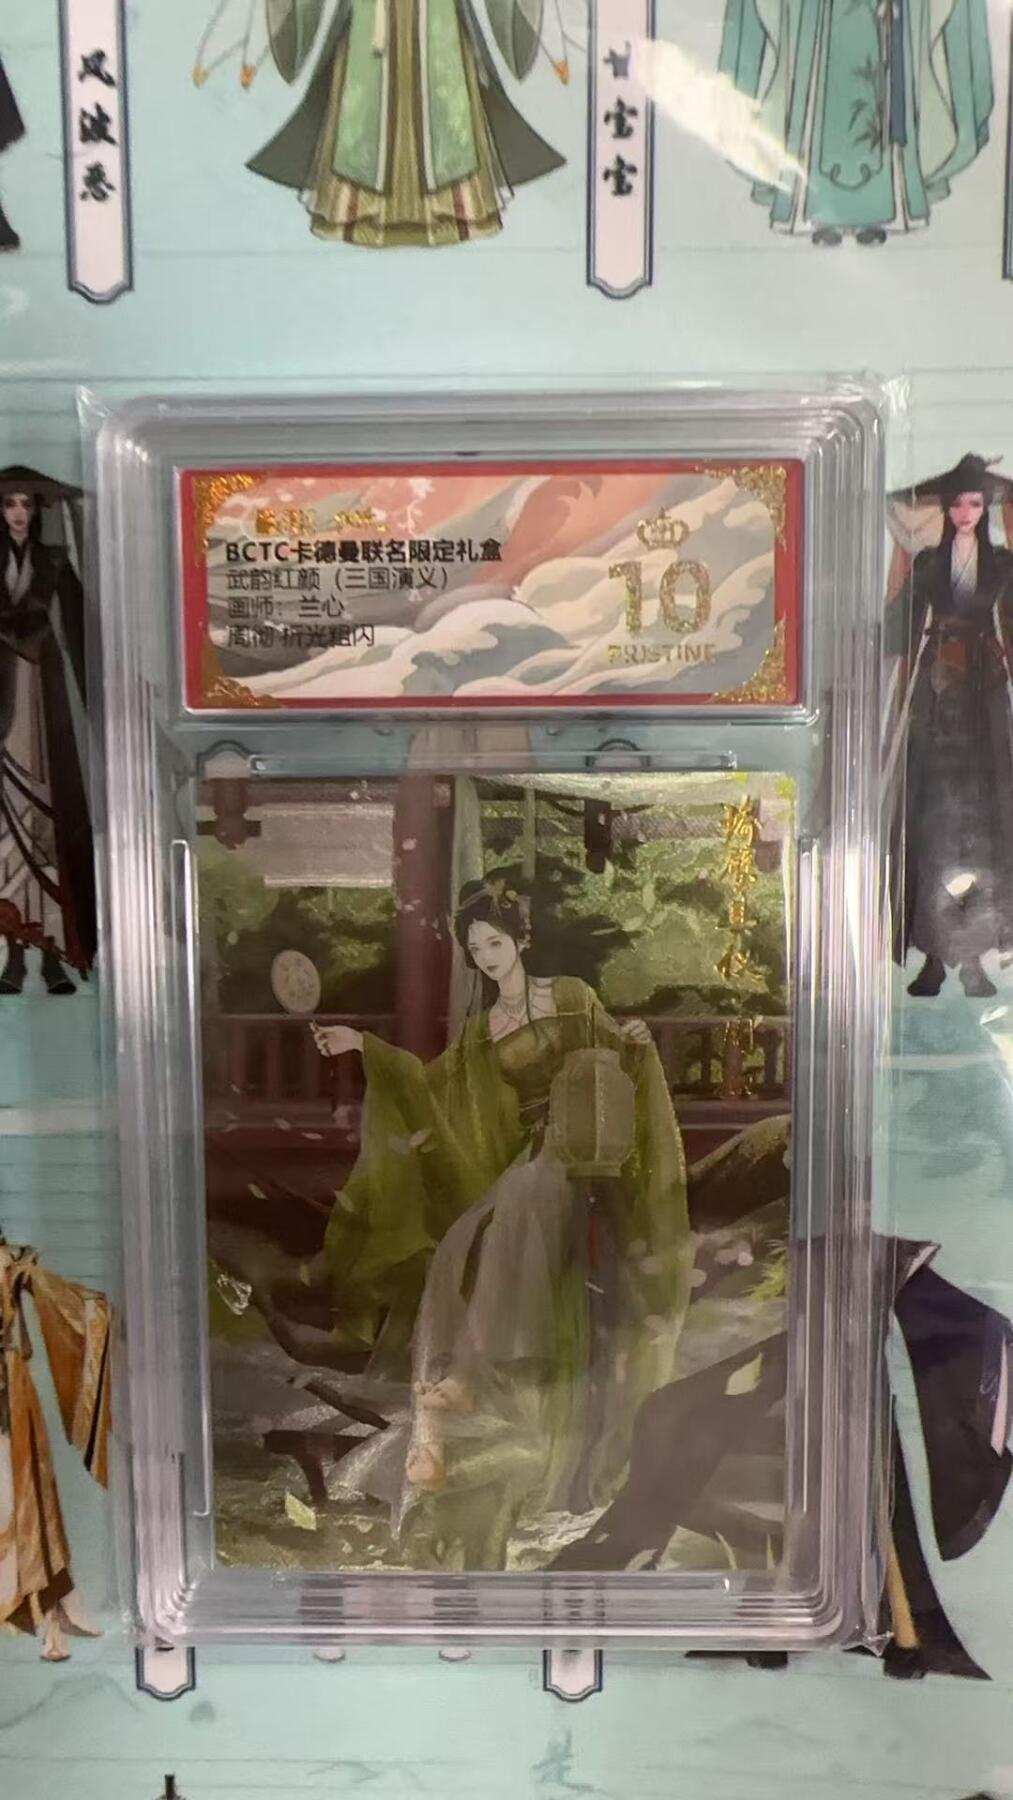 风波恶
甘宝宝
BCTC卡德曼联名限定礼盒
武韵红颜（三国演义）
画师：兰心
周彻 折光粗闪
10
PRISTINE
是